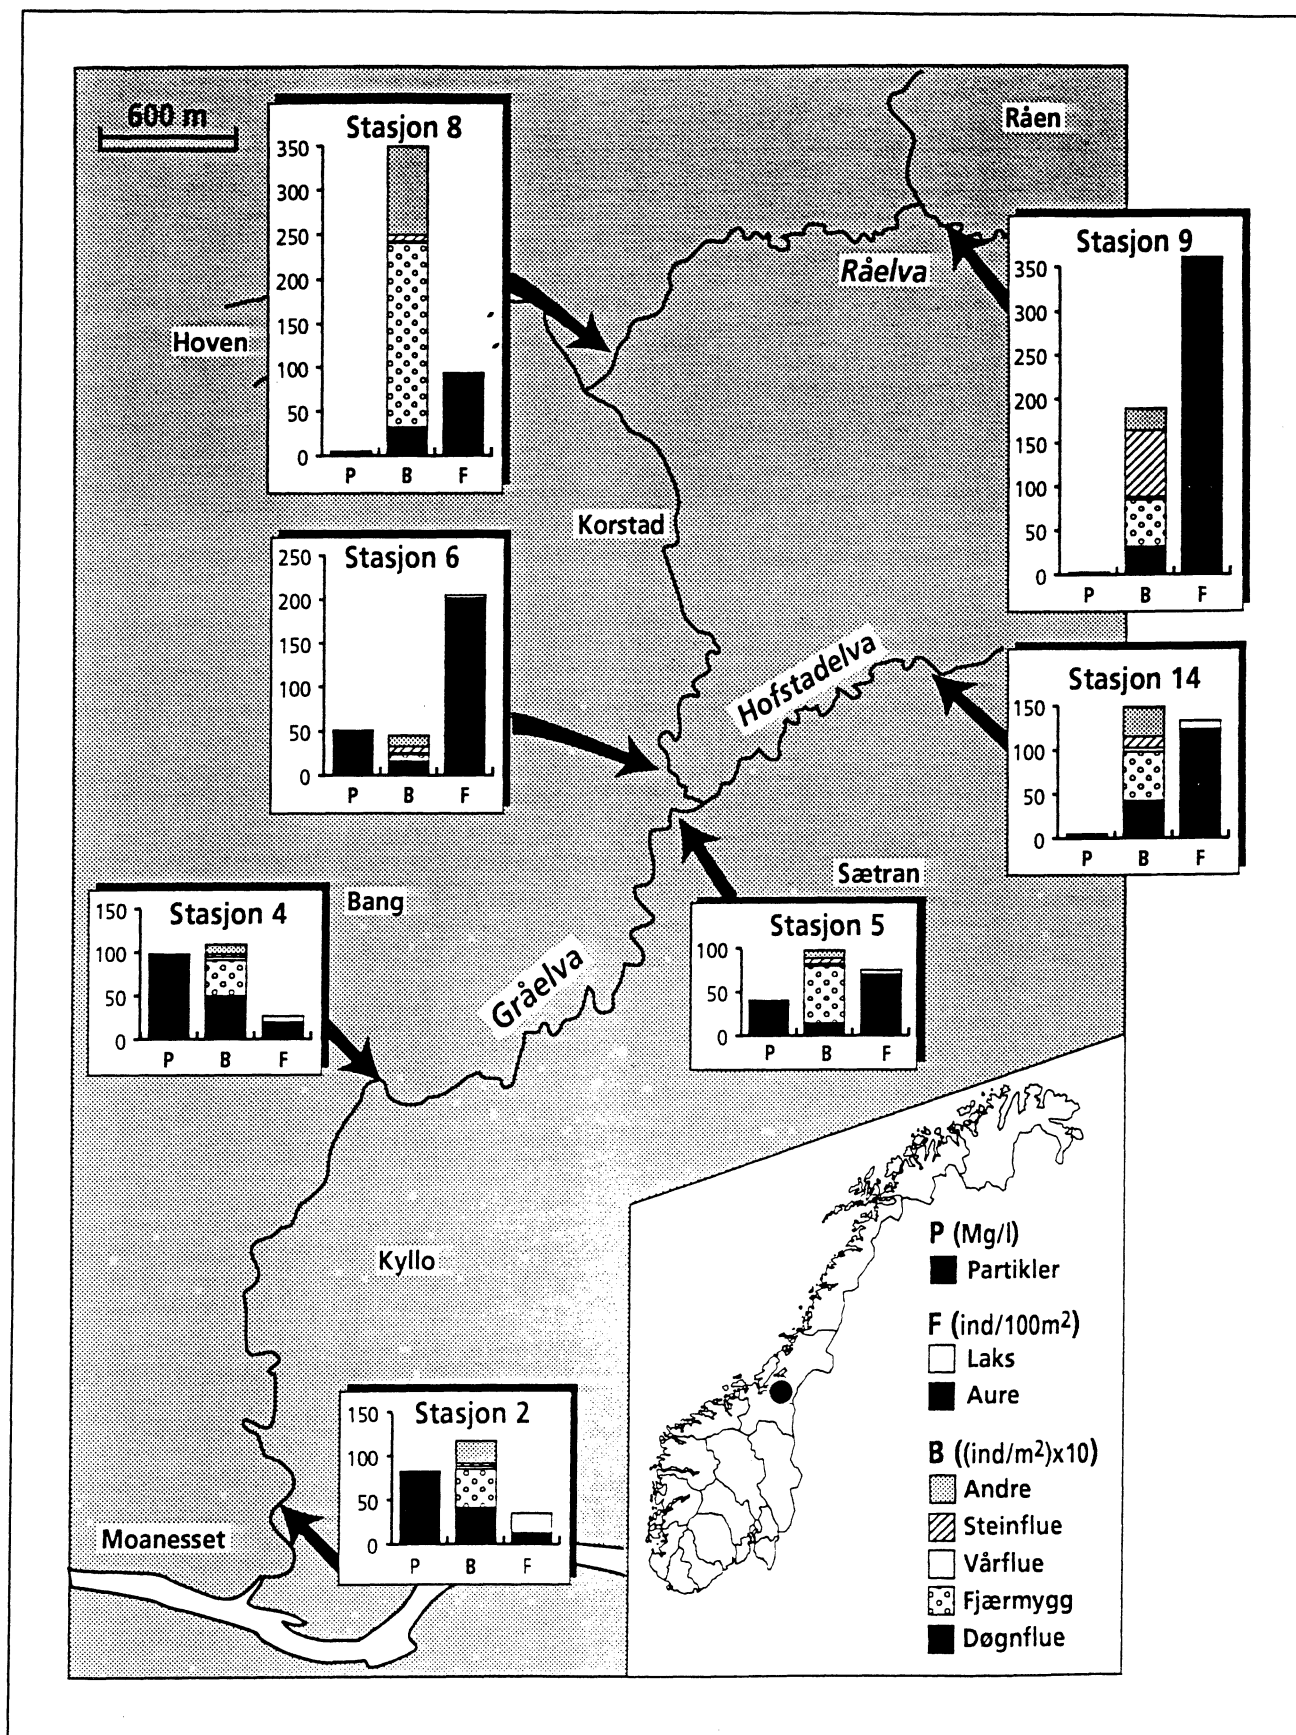 600 m
Råen
Stasjon 8
350
300
250
200
150
100
50
0
P B F
Råelva
Hoven
Stasjon 9
350
300
250
200
150
100
50
0
P B F
Korstad
Stasjon 6
250
200
150
100
50
0
P B F
Hofstadelva
Stasjon 14
150
100
50
0
P B F
Sætran
Bang
Stasjon 4
150
100
50
0
P B F
Stasjon 5
100
50
0
P B F
Gråelva
Kyllo
Stasjon 2
150
100
50
0
P B F
Moanesset
P (Mg/l)
Partikler
F (ind/100m²)
Laks
Aure
B ((ind/m²)x10)
Andre
Steinflue
Vårflue
Fjærmygg
Døgnflue